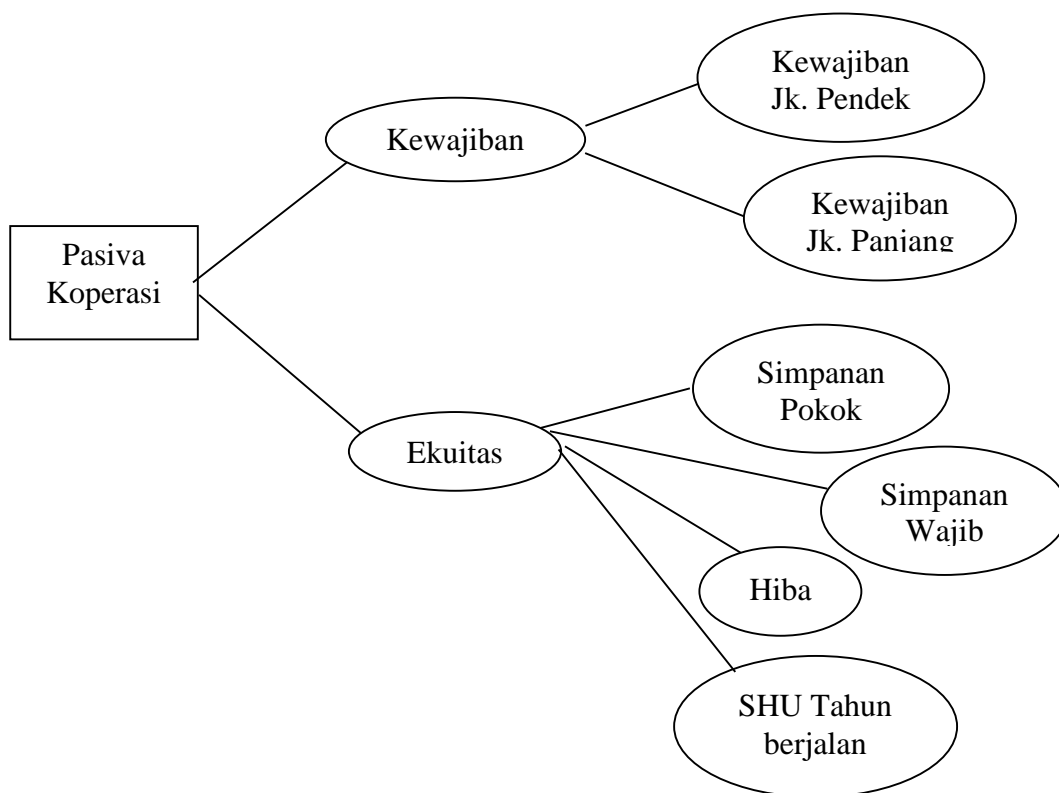 Kewajiban
Jk. Pendek
Kewajiban
Kewajiban
Jk. Panjang
Pasiva
Koperasi
Simpanan
Pokok
Ekuitas
Simpanan
Wajib
Hiba
SHU Tahun
berjalan